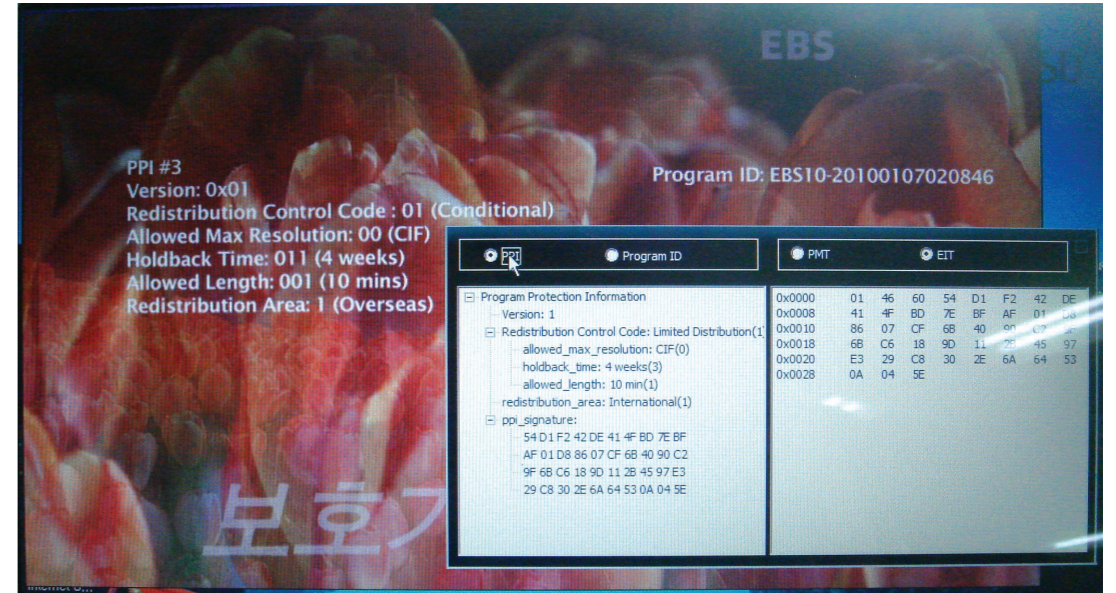 EBS
PPI #3
Version: 0x01
Redistribution Control Code : 01 (Conditional)
Allowed Max Resolution: 00 (CIF)
Holdback Time: 011 (4 weeks)
Allowed Length: 001 (10 mins)
Redistribution Area: 1 (Overseas)
Program ID: EBS10-20100107020846
PPI Program ID
Program Protection Information
Version: 1
Redistribution Control Code: Limited Distribution(1
allowed_max_resolution: CIF(0)
holdback_time: 4 weeks(3)
allowed_length: 10 min(1)
redistribution_area: International(1)
ppi_signature:
54 D1 F2 42 DE 41 4F BD 7E BF
AF 01 D8 86 07 CF 6B 40 90 C2
9F 6B C6 18 9D 11 2B 45 97 E3
29 C8 30 2E 6A 64 53 0A 04 5E
PMT EIT
0x0000 01 46 60 54 D1 F2 42 DE
0x0008 41 4F BD 7E BF AF 01 D8
0x0010 86 07 CF 6B 40 90 C2 9F
0x0018 6B C6 18 9D 11 2B 45 97
0x0020 E3 29 C8 30 2E 6A 64 53
0x0028 0A 04 5E
보호